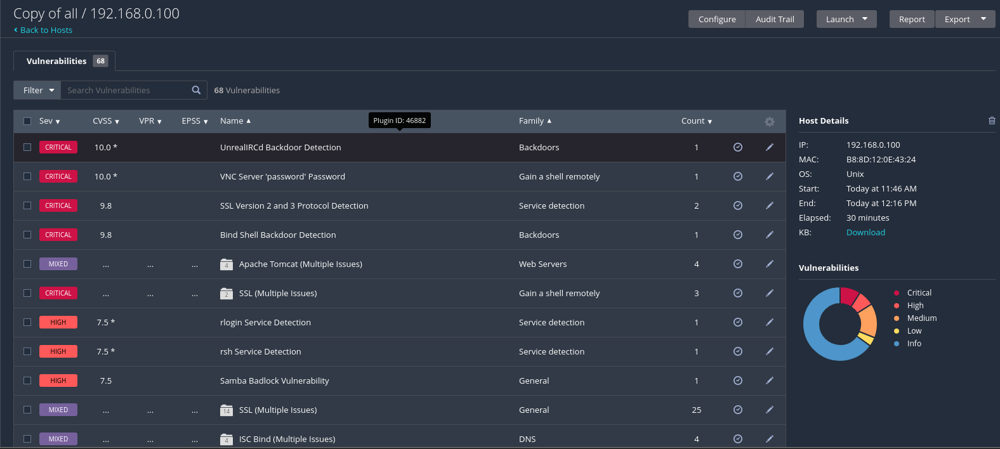 Copy of all / 192.168.0.100
Back to Hosts
Configure Audit Trail Launch Report Export
Vulnerabilities 68
Filter Search Vulnerabilities 68 Vulnerabilities
Plugin ID: 46882
Sev CVSS VPR EPSS Name Family Count
CRITICAL 10.0 * UnrealIRCd Backdoor Detection Backdoors 1
CRITICAL 10.0 * VNC Server 'password' Password Gain a shell remotely 1
CRITICAL 9.8 SSL Version 2 and 3 Protocol Detection Service detection 2
CRITICAL 9.8 Bind Shell Backdoor Detection Backdoors 1
MIXED ... ... ... 4 Apache Tomcat (Multiple Issues) Web Servers 4
CRITICAL ... ... ... 2 SSL (Multiple Issues) Gain a shell remotely 3
HIGH 7.5 * rlogin Service Detection Service detection 1
HIGH 7.5 * rsh Service Detection Service detection 1
HIGH 7.5 Samba Badlock Vulnerability General 1
MIXED ... ... ... 14 SSL (Multiple Issues) General 25
MIXED ... ... ... 4 ISC Bind (Multiple Issues) DNS 4
Host Details
IP: 192.168.0.100
MAC: B8:8D:12:0E:43:24
OS: Unix
Start: Today at 11:46 AM
End: Today at 12:16 PM
Elapsed: 30 minutes
KB: Download
Vulnerabilities
Critical
High
Medium
Low
Info